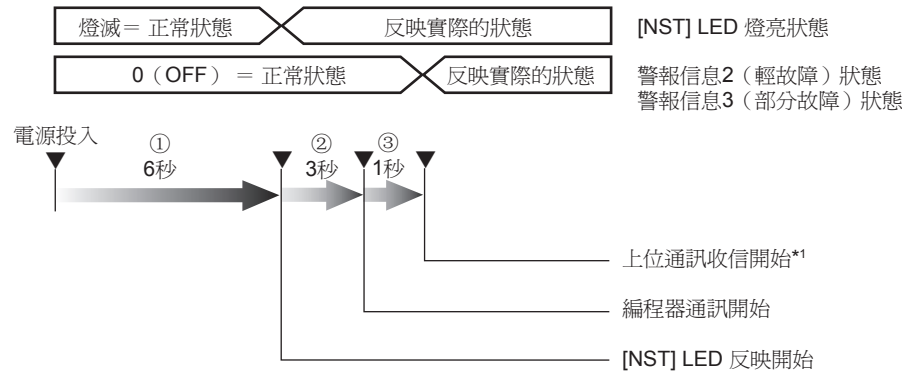 燈滅＝ 正常狀態 反映實際的狀態 [NST] LED 燈亮狀態
0（OFF）＝ 正常狀態 反映實際的狀態 警報信息2（輕故障）狀態
警報信息3（部分故障）狀態
電源投入
① ② ③
6秒 3秒 1秒
上位通訊收信開始*1
編程器通訊開始
[NST] LED 反映開始